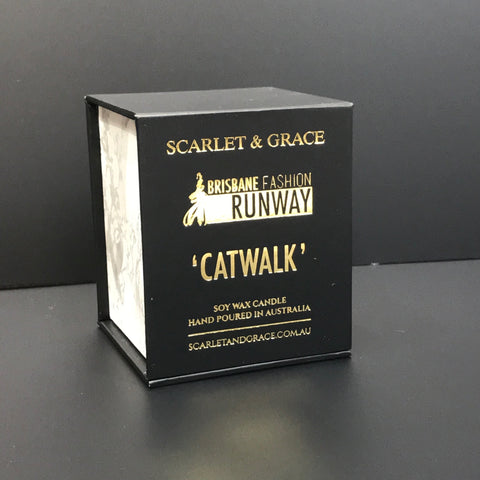 SCARLET & GRACE
BRISBANE FASHION
RUNWAY
‘CATWALK’
SOY WAX CANDLE
HAND POURED IN AUSTRALIA
SCARLETANDGRACE.COM.AU